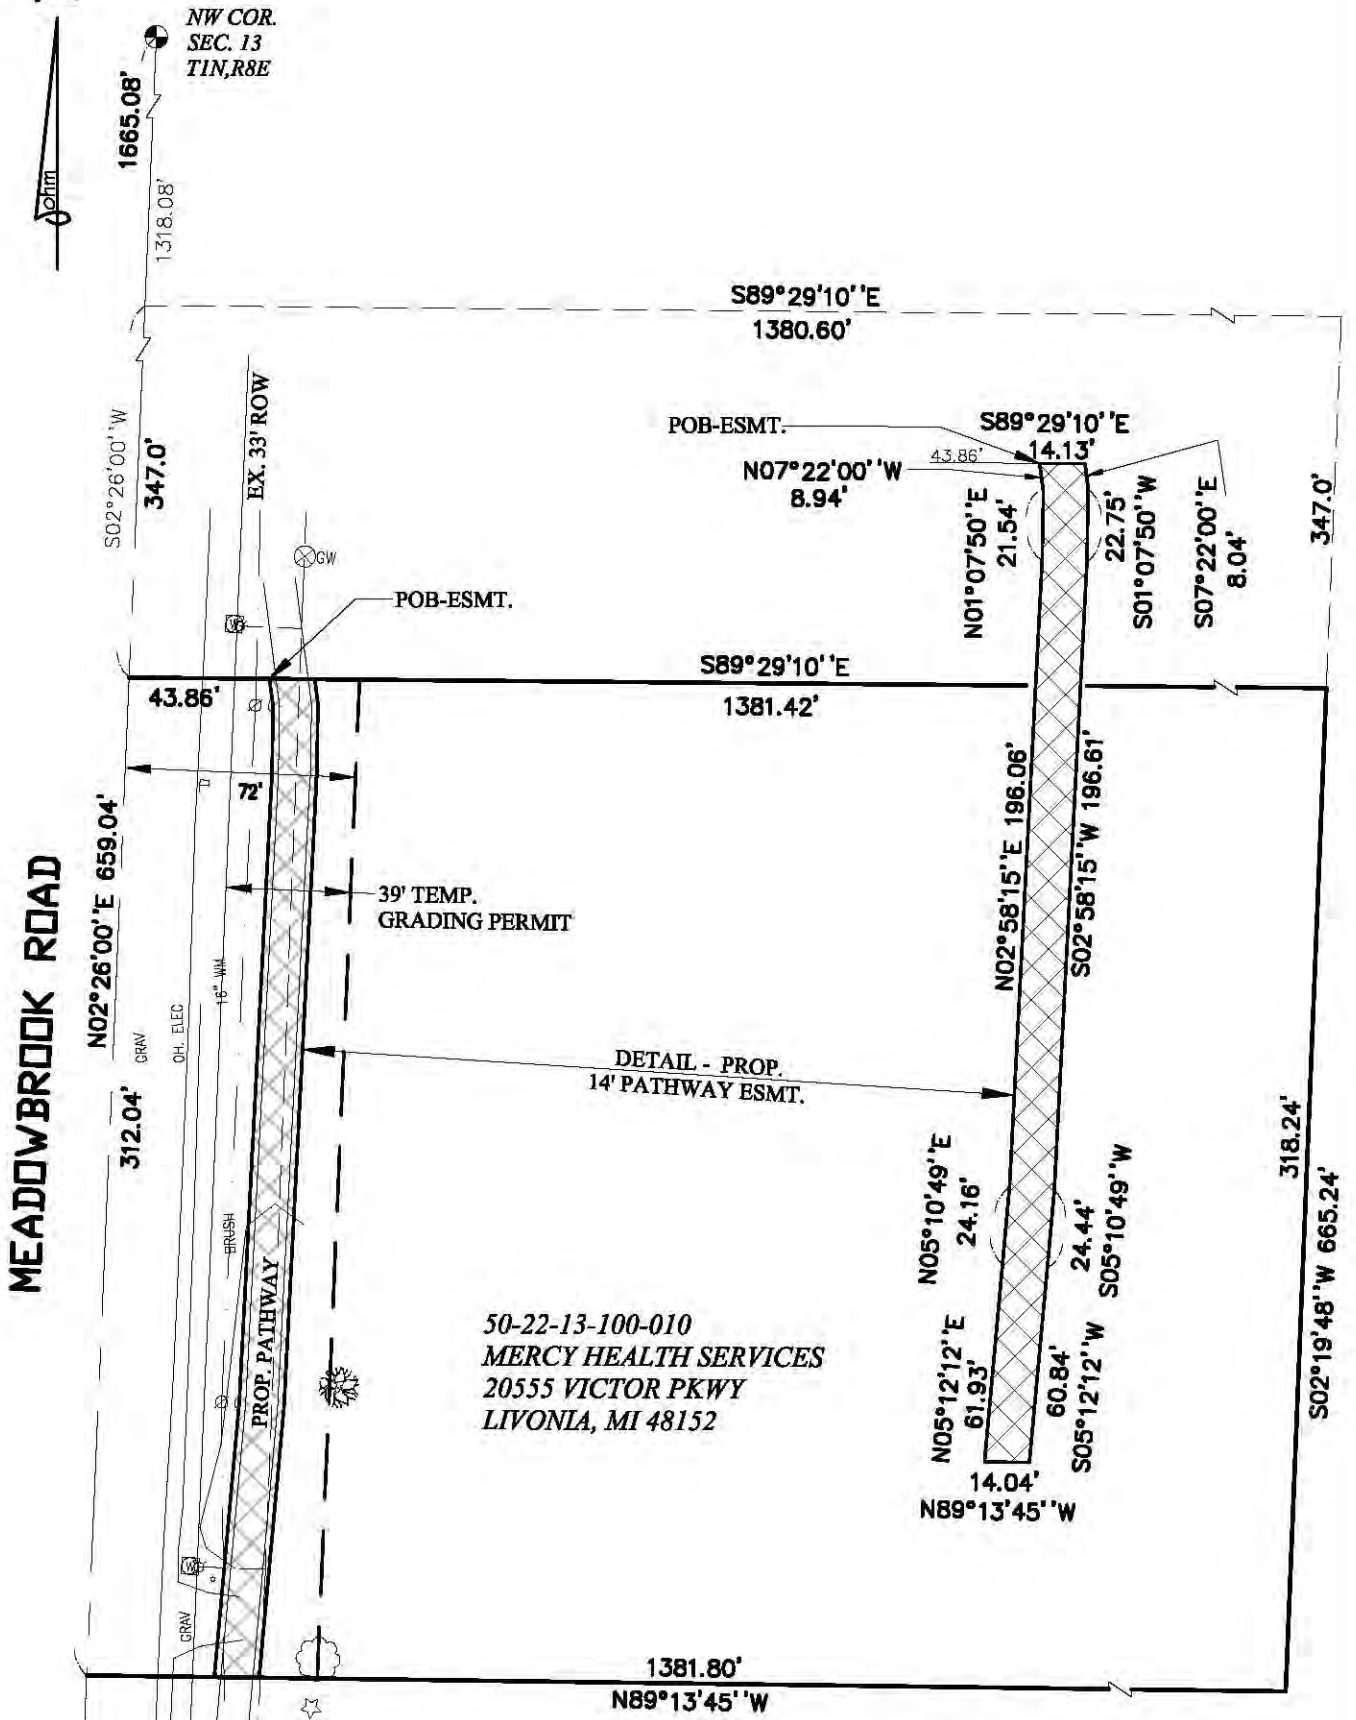 NW COR.
SEC. 13
T1N,R8E
1665.08'
1318.08'
ohm
S89°29'10''E
1380.60'
S02°26'00''W
347.0'
EX. 33' ROW
GW
POB-ESMT.
POB-ESMT.
S89°29'10''E
14.13'
43.86'
N07°22'00''W
8.94'
N01°07'50''E
21.54'
22.75'
S01°07'50''W
S07°22'00''E
8.04'
347.0'
W
43.86'
S89°29'10''E
1381.42'
72'
N02°26'00''E 659.04'
312.04'
MEADOWBROOK ROAD
39' TEMP.
GRADING PERMIT
GRAV
OH. ELEC
16" WM
BRUSH
PROP. PATHWAY
N02°58'15''E 196.06'
S02°58'15''W 196.61'
DETAIL - PROP.
14' PATHWAY ESMT.
N05°10'49''E
24.16'
24.44'
S05°10'49''W
318.24'
S02°19'48''W 665.24'
50-22-13-100-010
MERCY HEALTH SERVICES
20555 VICTOR PKWY
LIVONIA, MI 48152
N05°12'12''E
61.93'
60.84'
S05°12'12''W
14.04'
N89°13'45''W
W
GRAV
1381.80'
N89°13'45''W